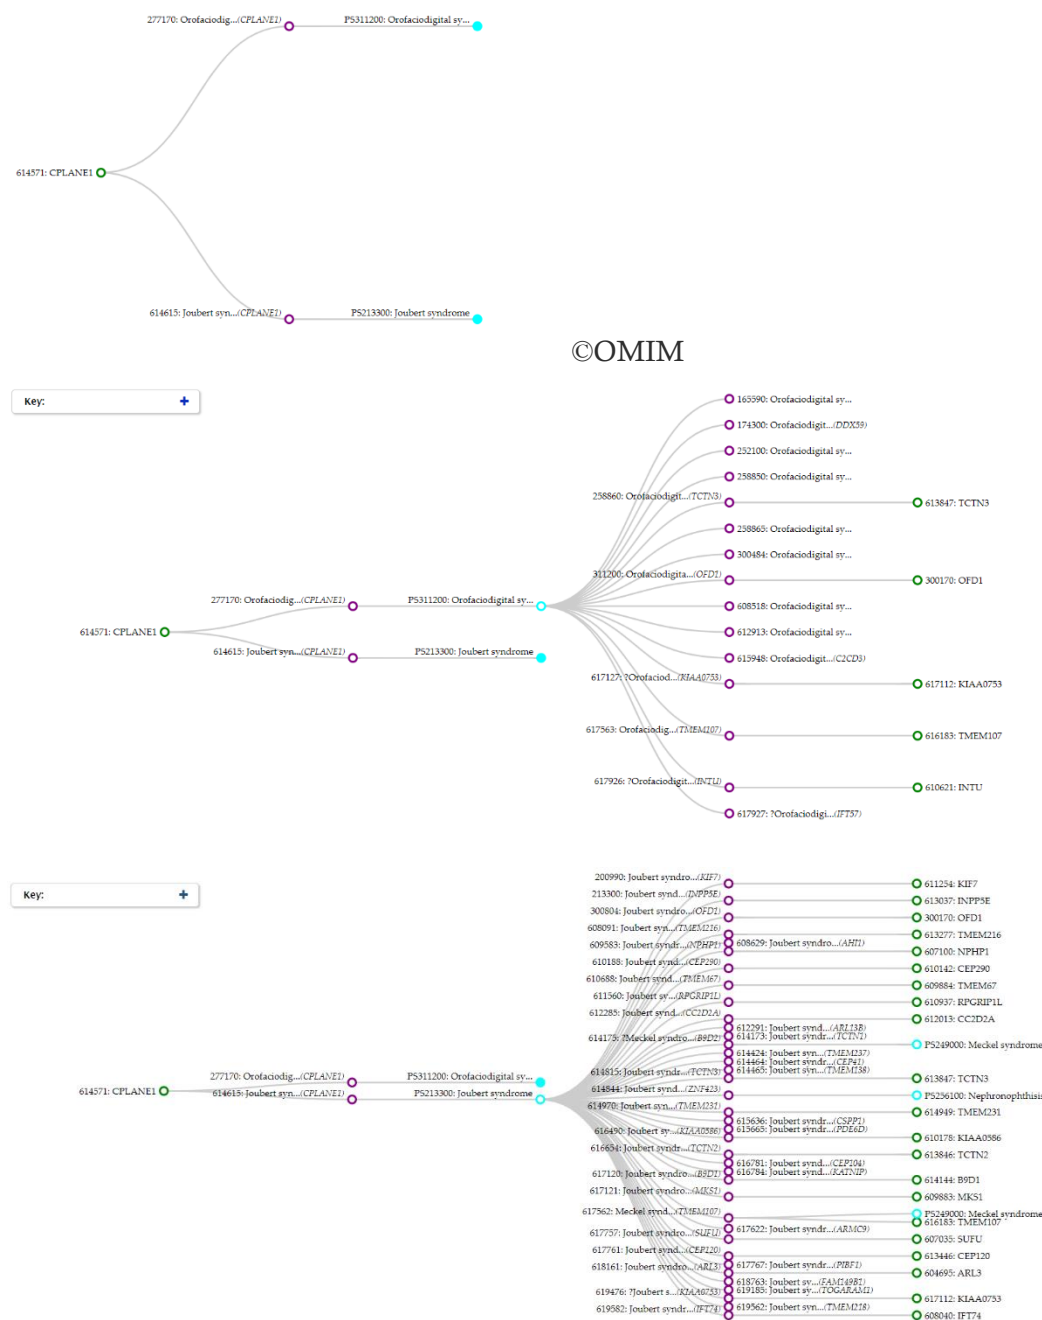 277170: Orofaciodig...(CPLANE1)
PS311200: Orofaciodigital sy...
614571: CPLANE1
614615: Joubert syn...(CPLANE1)
PS213300: Joubert syndrome
©OMIM
Key:
165590: Orofaciodigital sy...
174300: Orofaciodigit...(DDX59)
252100: Orofaciodigital sy...
258850: Orofaciodigital sy...
258860: Orofaciodigit...(TCTN3)
613847: TCTN3
258865: Orofaciodigital sy...
300484: Orofaciodigital sy...
311200: Orofaciodigita...(OFD1)
300170: OFD1
277170: Orofaciodig...(CPLANE1)
PS311200: Orofaciodigital sy...
608518: Orofaciodigital sy...
614571: CPLANE1
612913: Orofaciodigital sy...
614615: Joubert syn...(CPLANE1)
PS213300: Joubert syndrome
615948: Orofaciodigit...(C2CD3)
617127: ?Orofaciod...(KIAA0753)
617112: KIAA0753
617563: Orofaciodig...(TMEM107)
616183: TMEM107
617926: ?Orofaciodigit...(INTU)
610621: INTU
617927: ?Orofaciodigi...(IFT57)
Key:
200990: Joubert syndro...(KIF7)
611254: KIF7
213300: Joubert synd...(INPP5E)
613037: INPP5E
300804: Joubert syndro...(OFD1)
300170: OFD1
608091: Joubert syn...(TMEM216)
613277: TMEM216
609583: Joubert syndr...(NPHP1)
608629: Joubert syndro...(AHI1)
607100: NPHP1
610188: Joubert synd...(CEP290)
610142: CEP290
610688: Joubert synd...(TMEM67)
609884: TMEM67
611560: Joubert sy...(RPGRIP1L)
610937: RPGRIP1L
612285: Joubert synd...(CC2D2A)
612013: CC2D2A
612291: Joubert synd...(ARL13B)
614173: Joubert syndr...(TCTN1)
614175: ?Meckel syndro...(B9D2)
PS249000: Meckel syndrome
614424: Joubert syn...(TMEM237)
614464: Joubert syndr...(CEP41)
614465: Joubert syn...(TMEM138)
614815: Joubert syndr...(TCTN3)
613847: TCTN3
277170: Orofaciodig...(CPLANE1)
PS311200: Orofaciodigital sy...
614571: CPLANE1
614615: Joubert syn...(CPLANE1)
PS213300: Joubert syndrome
614844: Joubert synd...(ZNF423)
PS256100: Nephronophthisis
614970: Joubert syn...(TMEM231)
614949: TMEM231
615636: Joubert syndr...(CSPP1)
615665: Joubert syndr...(PDE6D)
616490: Joubert sy...(KIAA0586)
610178: KIAA0586
616654: Joubert syndr...(TCTN2)
613846: TCTN2
616781: Joubert synd...(CEP104)
616784: Joubert synd...(KATNIP)
617120: Joubert syndro...(B9D1)
614144: B9D1
617121: Joubert syndro...(MKS1)
609883: MKS1
617562: Meckel synd...(TMEM107)
PS249000: Meckel syndrome
616183: TMEM107
617622: Joubert syndr...(ARMC9)
617757: Joubert syndro...(SUFU)
607035: SUFU
617761: Joubert synd...(CEP120)
613446: CEP120
617767: Joubert syndr...(PIBF1)
618161: Joubert syndro...(ARL3)
604695: ARL3
618763: Joubert sy...(FAM149B1)
619185: Joubert sy...(TOGARAM1)
619476: ?Joubert s...(KIAA0753)
617112: KIAA0753
619562: Joubert syn...(TMEM218)
619582: Joubert syndr...(IFT74)
608040: IFT74